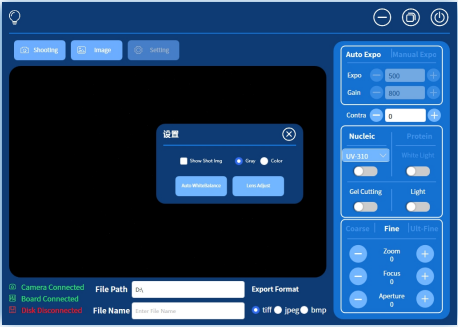 Shooting Image Setting
Auto Expo Manual Expo
Expo 500
Gain 800
Contra 0
设置
Show Shot Img Gray Color
Auto WhiteBalance Lens Adjust
Nucleic Protein
UV-310 White Light
Gel Cutting Light
Coarse Fine Ult-Fine
Zoom
0
Focus
0
Aperture
0
Camera Connected
Board Connected
Disk Disconnected
File Path D:\
File Name Enter File Name
Export Format
tiff jpeg bmp